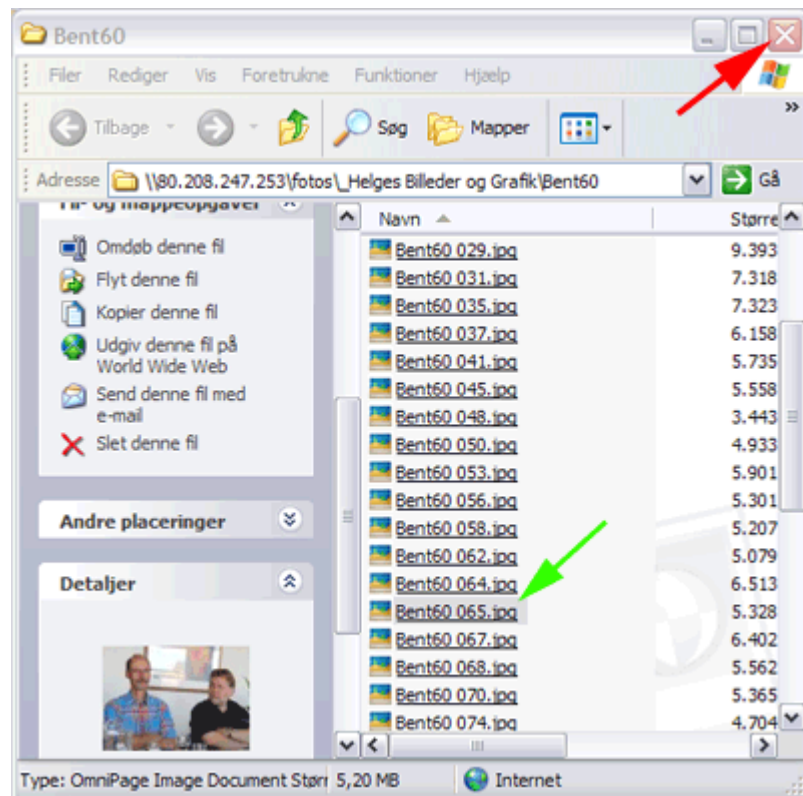 Bent60
Filer Rediger Vis Foretrukne Funktioner Hjælp
Tilbage Søg Mapper »
Adresse \\80.208.247.253\fotos\_Helges Billeder og Grafik\Bent60 Gå
Fil- og mappeopgaver
Omdøb denne fil
Flyt denne fil
Kopier denne fil
Udgiv denne fil på
World Wide Web
Send denne fil med
e-mail
Slet denne fil
Andre placeringer
Detaljer
Navn Større
Bent60 029.jpg 9.393
Bent60 031.jpg 7.318
Bent60 035.jpg 7.323
Bent60 037.jpg 6.158
Bent60 041.jpg 5.735
Bent60 045.jpg 5.558
Bent60 048.jpg 3.443
Bent60 050.jpg 4.933
Bent60 053.jpg 5.901
Bent60 056.jpg 5.301
Bent60 058.jpg 5.207
Bent60 062.jpg 5.079
Bent60 064.jpg 6.513
Bent60 065.jpg 5.328
Bent60 067.jpg 6.402
Bent60 068.jpg 5.562
Bent60 070.jpg 5.365
Bent60 074.jpg 4.704
Type: OmniPage Image Document Størr 5,20 MB Internet